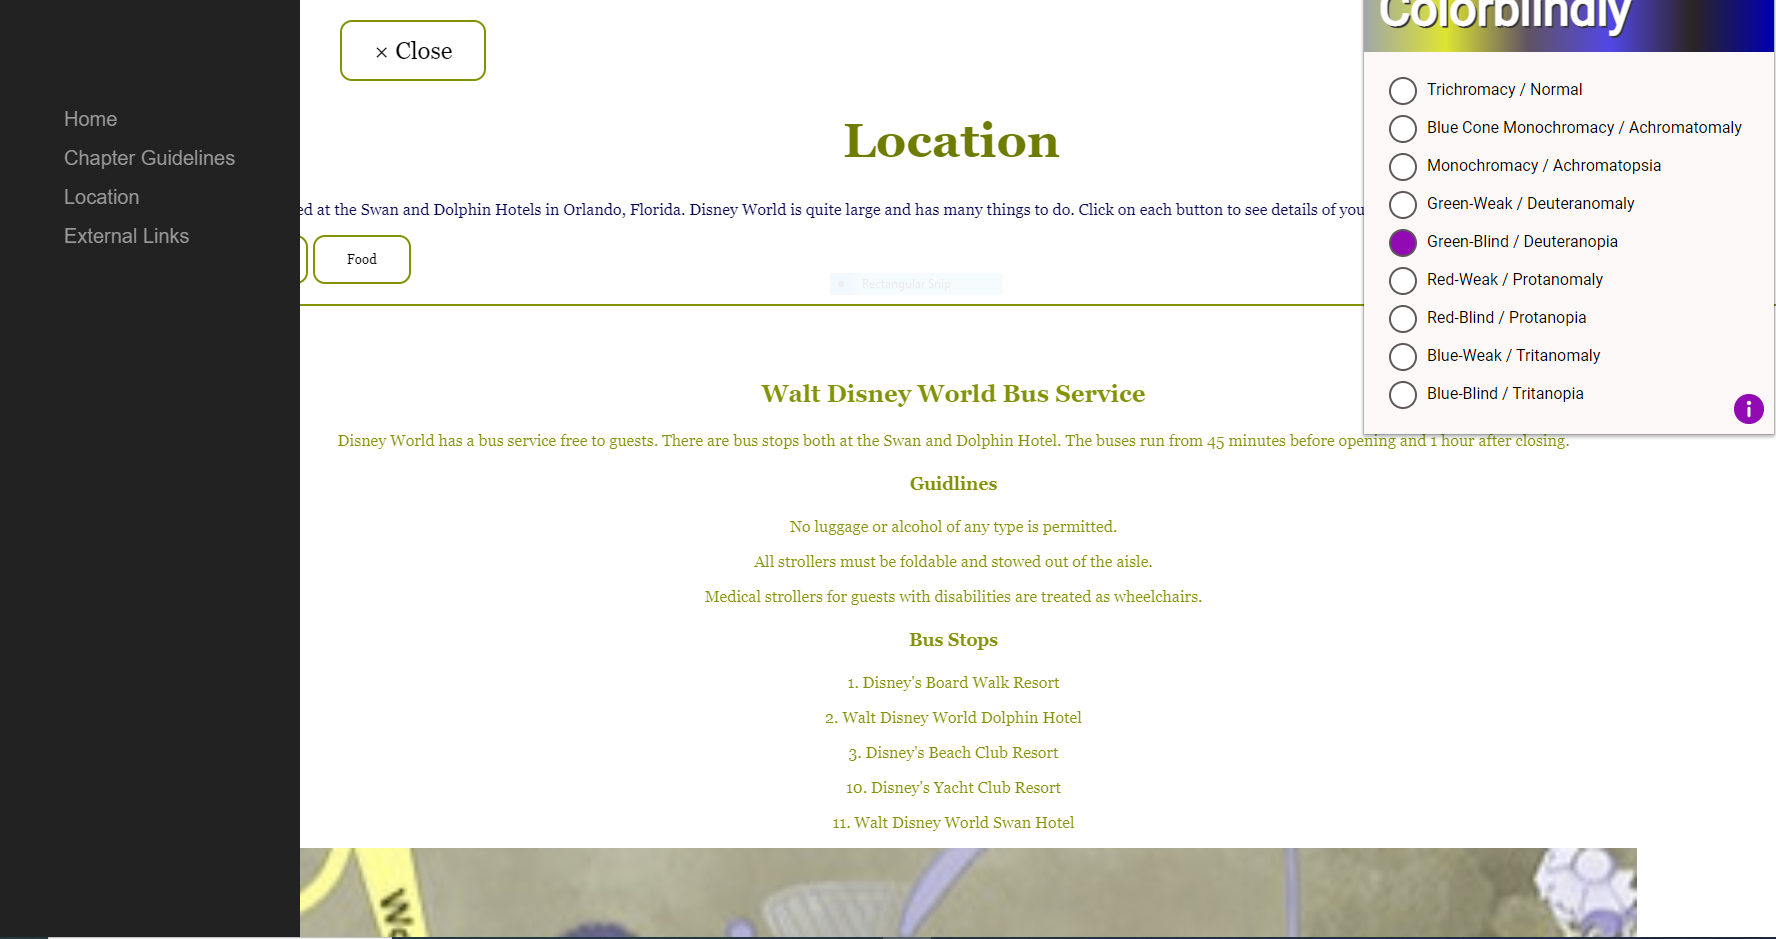 Home
Chapter Guidelines
Location
External Links
× Close
Location
at the Swan and Dolphin Hotels in Orlando, Florida. Disney World is quite large and has many things to do. Click on each button to see details of
Food
Rectangular Snip
Walt Disney World Bus Service
Disney World has a bus service free to guests. There are bus stops both at the Swan and Dolphin Hotel. The buses run from 45 minutes before opening and 1 hour after closing.
Guidlines
No luggage or alcohol of any type is permitted.
All strollers must be foldable and stowed out of the aisle.
Medical strollers for guests with disabilities are treated as wheelchairs.
Bus Stops
1. Disney's Board Walk Resort
2. Walt Disney World Dolphin Hotel
3. Disney's Beach Club Resort
10. Disney's Yacht Club Resort
11. Walt Disney World Swan Hotel
Colorblindly
Trichromacy / Normal
Blue Cone Monochromacy / Achromatomaly
Monochromacy / Achromatopsia
Green-Weak / Deuteranomaly
Green-Blind / Deuteranopia
Red-Weak / Protanomaly
Red-Blind / Protanopia
Blue-Weak / Tritanomaly
Blue-Blind / Tritanopia